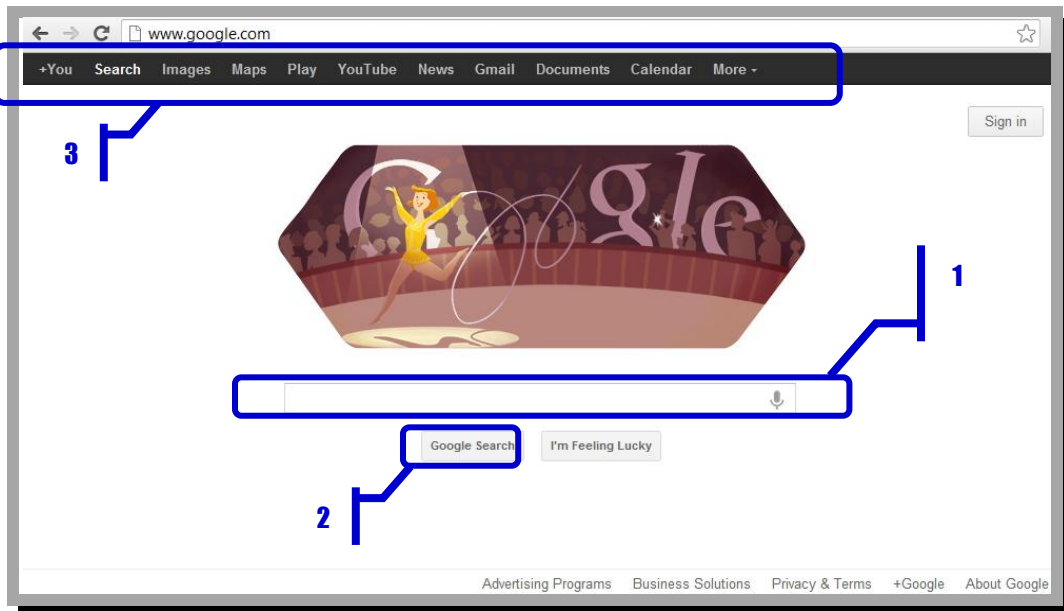 www.google.com
+You Search Images Maps Play YouTube News Gmail Documents Calendar More
Sign in
3
Google
1
Google Search I'm Feeling Lucky
2
Advertising Programs Business Solutions Privacy & Terms +Google About Google